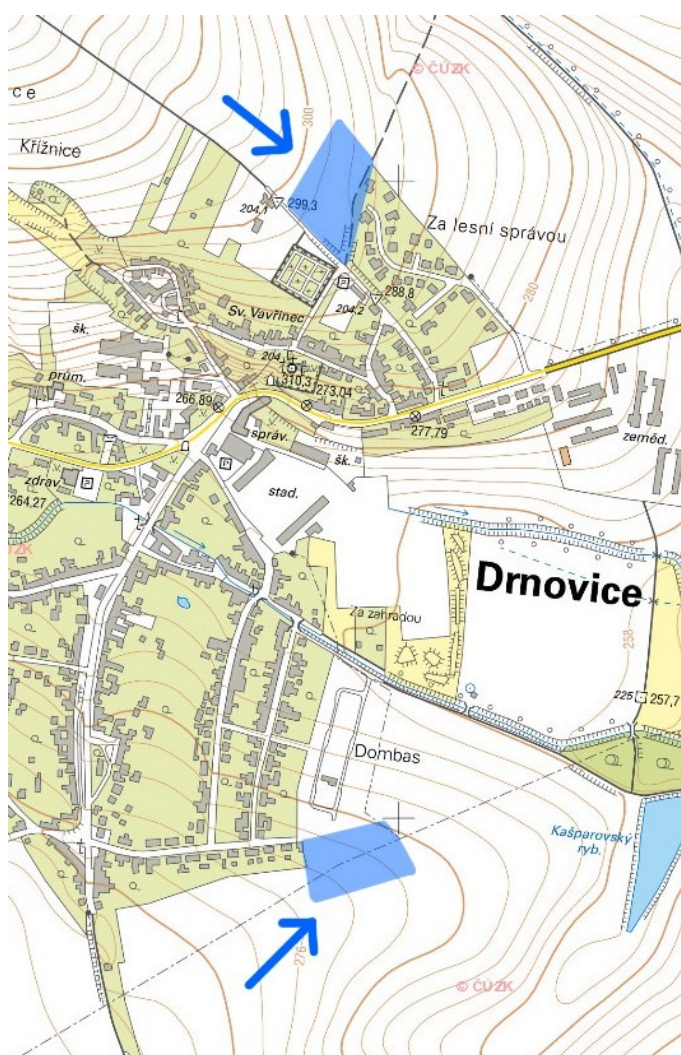 © ČÚZK
c e
300
Křížnice
299,3
204,1
Za lesní správou
280
288,8
204,2
Sv. Vavřinec
šk.
204
310,3
273,04
prům.
266,89
277,79
správ.
šk.
zeměd.
zdrav.
stad.
264,27
ÚZK
Drnovice
Za zahradou
258
225
257,7
Dombas
Kašparovský
ryb.
276
© ČÚZK